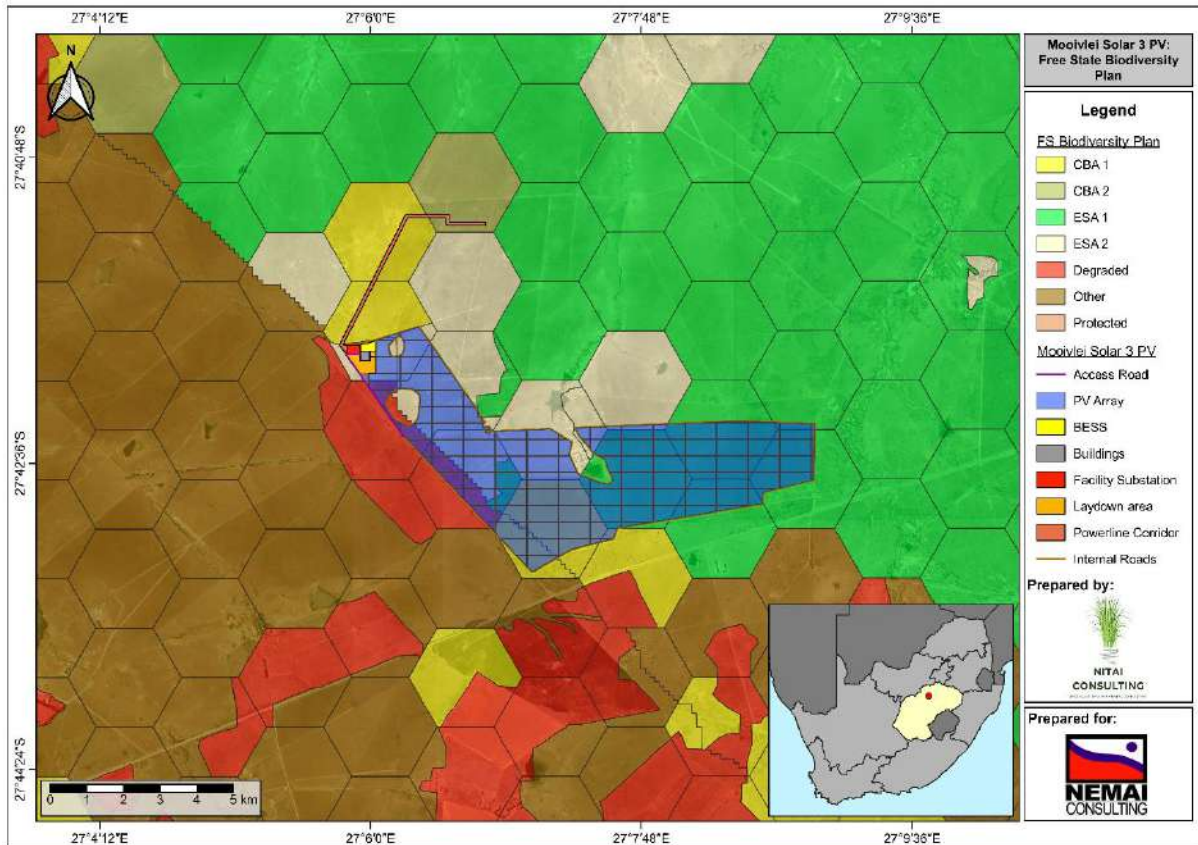 27°4'12"E 27°6'0"E 27°7'48"E 27°9'36"E
27°40'48"S
27°42'36"S
27°44'24"S
N
0 1 2 3 4 5 km
27°4'12"E 27°6'0"E 27°7'48"E 27°9'36"E
Mooivlei Solar 3 PV:
Free State Biodiversity
Plan
Legend
FS Biodiversity Plan
CBA 1
CBA 2
ESA 1
ESA 2
Degraded
Other
Protected
Mooivlei Solar 3 PV
Access Road
PV Array
BESS
Buildings
Facility Substation
Laydown area
Powerline Corridor
Internal Roads
Prepared by:
NITAI
CONSULTING
Prepared for:
NEMAI
CONSULTING